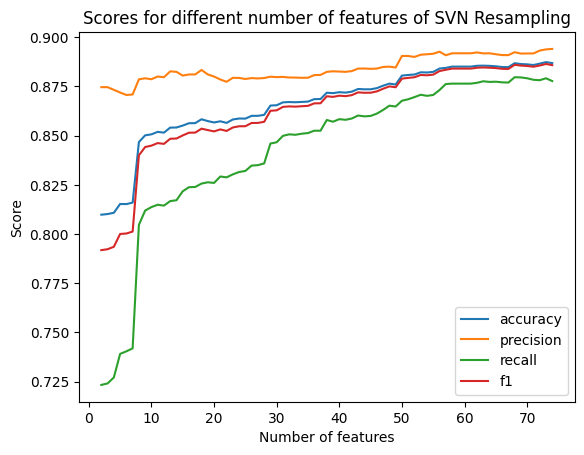 Scores for different number of features of SVN Resampling
Score
0.900
0.875
0.850
0.825
0.800
0.775
0.750
0.725
accuracy
precision
recall
f1
0 10 20 30 40 50 60 70
Number of features